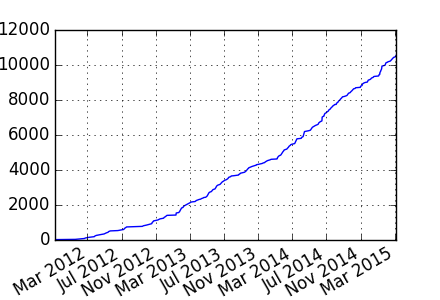 12000
10000
8000
6000
4000
2000
0
Mar 2012
Jul 2012
Nov 2012
Mar 2013
Jul 2013
Nov 2013
Mar 2014
Jul 2014
Nov 2014
Mar 2015